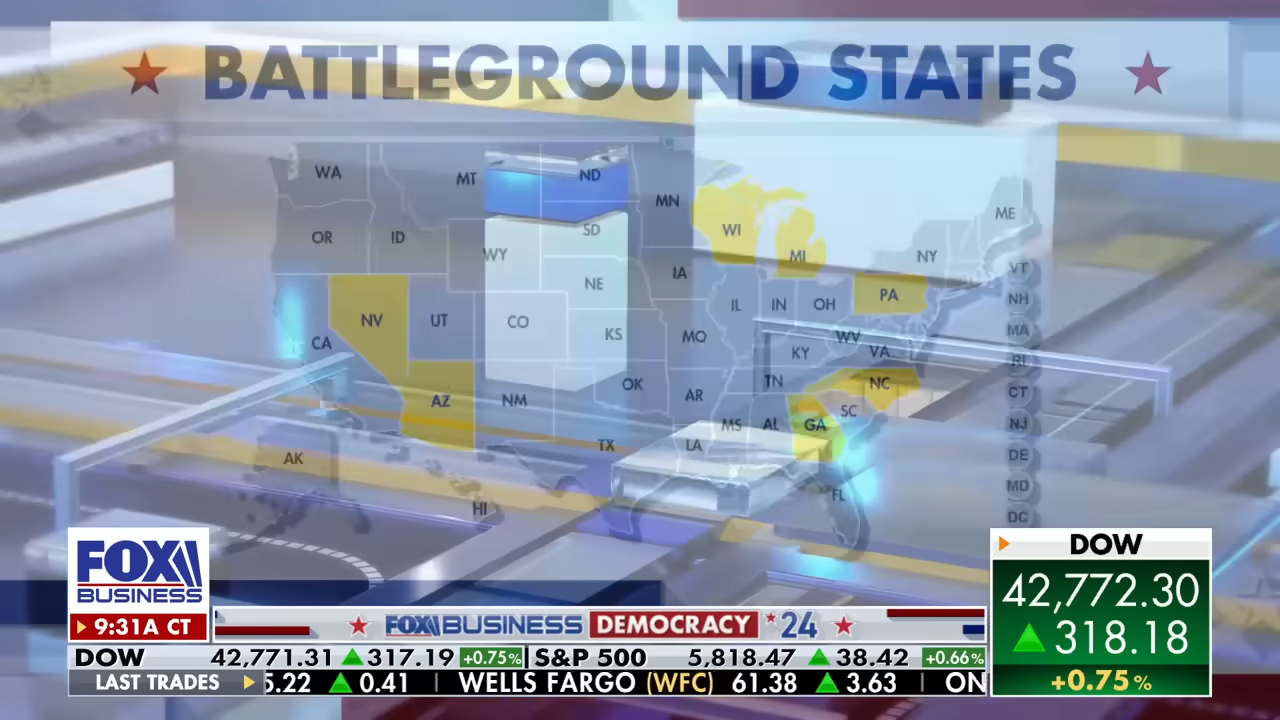 BATTLEGROUND STATES
WA
MT
ND
MN
ME
OR
ID
WY
SD
WI
MI
NY
VT
NV
UT
NE
IA
IL
IN
OH
PA
NH
CA
CO
KS
MO
KY
WV
VA
MA
RI
AZ
NM
OK
AR
TN
NC
SC
CT
TX
LA
MS
AL
GA
NJ
AK
HI
FL
DE
MD
DC
FOX
BUSINESS
9:31A CT
FOX BUSINESS DEMOCRACY *24
DOW 42,771.31 317.19 +0.75% S&P 500 5,818.47 38.42 +0.66%
LAST TRADES 5.22 0.41 | WELLS FARGO (WFC) 61.38 3.63 | ON
DOW
42,772.30
318.18
+0.75%